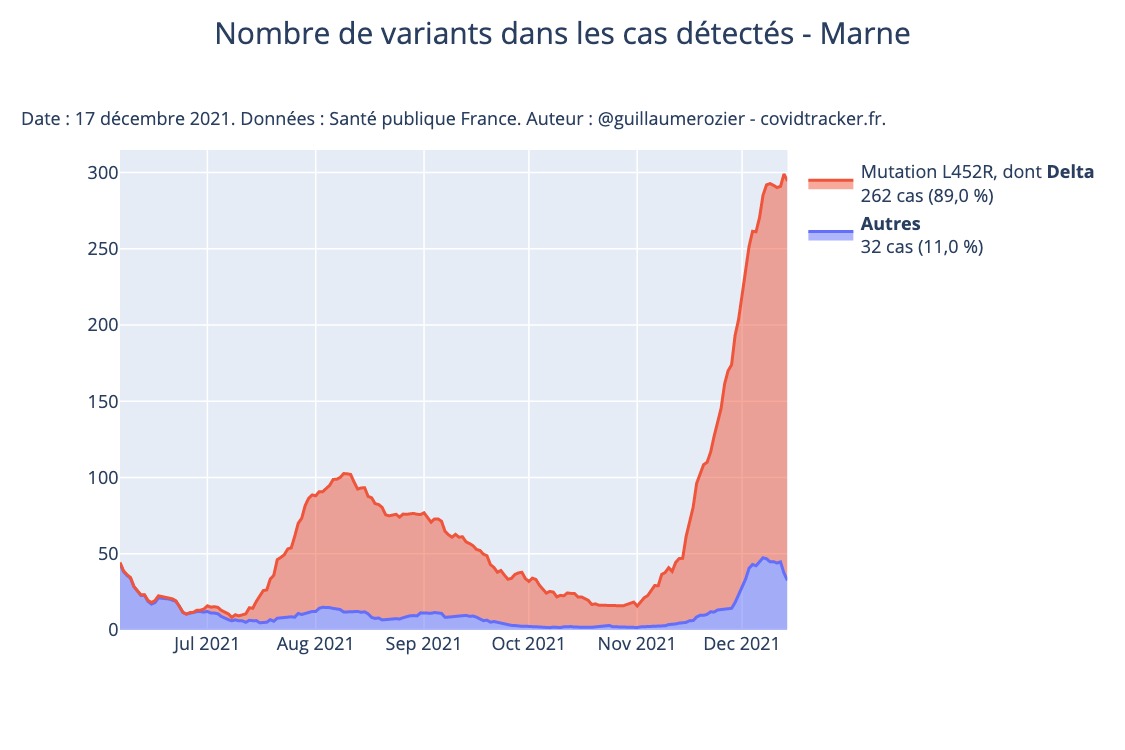 Nombre de variants dans les cas détectés - Marne
Date : 17 décembre 2021. Données : Santé publique France. Auteur : @guillaumerozier - covidtracker.fr.
300
250
200
150
100
50
0
Jul 2021
Aug 2021
Sep 2021
Oct 2021
Nov 2021
Dec 2021
Mutation L452R, dont Delta
262 cas (89,0 %)
Autres
32 cas (11,0 %)